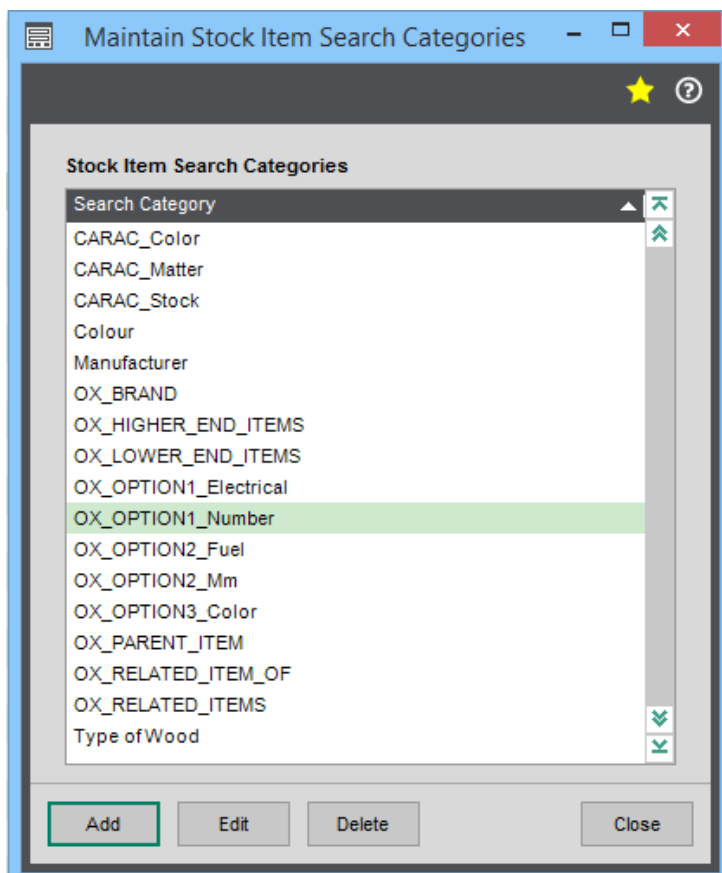 Maintain Stock Item Search Categories
Stock Item Search Categories
Search Category
CARAC_Color
CARAC_Matter
CARAC_Stock
Colour
Manufacturer
OX_BRAND
OX_HIGHER_END_ITEMS
OX_LOWER_END_ITEMS
OX_OPTION1_Electrical
OX_OPTION1_Number
OX_OPTION2_Fuel
OX_OPTION2_Mm
OX_OPTION3_Color
OX_PARENT_ITEM
OX_RELATED_ITEM_OF
OX_RELATED_ITEMS
Type of Wood
Add Edit Delete Close